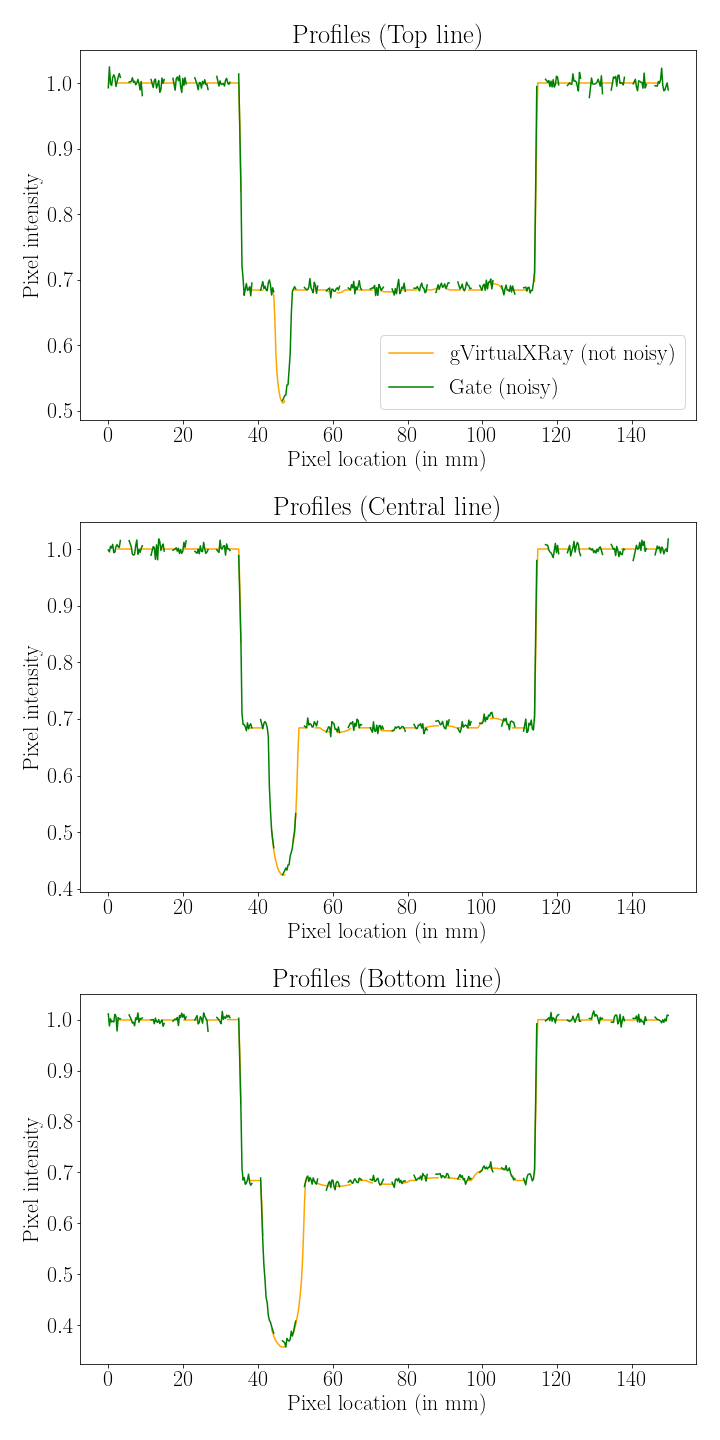 Profiles (Top line)
1.0
0.9
0.8
0.7
0.6
0.5
Pixel intensity
gVirtualXRay (not noisy)
Gate (noisy)
0 20 40 60 80 100 120 140
Pixel location (in mm)
Profiles (Central line)
1.0
0.9
0.8
0.7
0.6
0.5
0.4
Pixel intensity
0 20 40 60 80 100 120 140
Pixel location (in mm)
Profiles (Bottom line)
1.0
0.9
0.8
0.7
0.6
0.5
0.4
Pixel intensity
0 20 40 60 80 100 120 140
Pixel location (in mm)